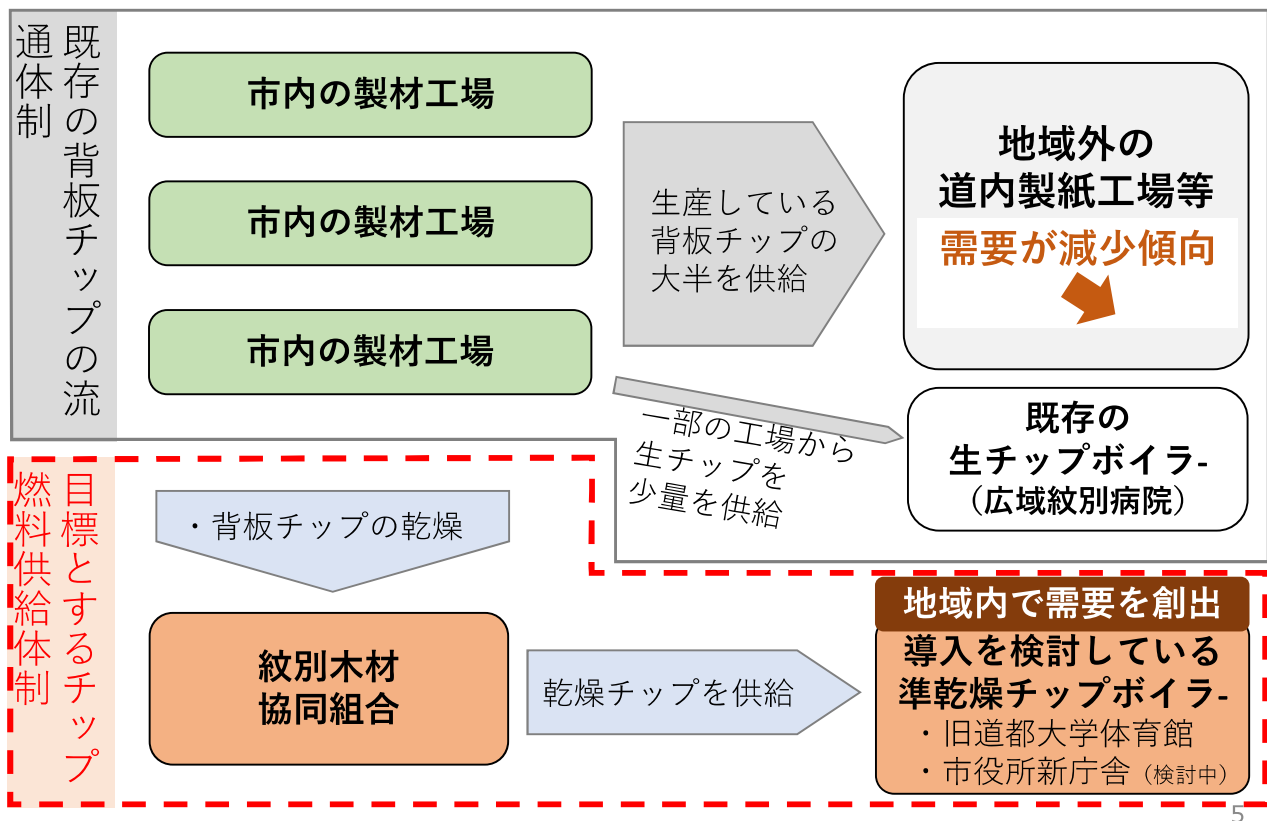 既存の背板チップの流
通体制
市内の製材工場
市内の製材工場
市内の製材工場
生産している
背板チップの
大半を供給
地域外の
道内製紙工場等
需要が減少傾向
一部の工場から
生チップを
少量を供給
既存の
生チップボイラ-
（広域紋別病院）
目標とするチップ
燃料供給体制
・背板チップの乾燥
紋別木材
協同組合
乾燥チップを供給
地域内で需要を創出
導入を検討している
準乾燥チップボイラ-
・旧道都大学体育館
・市役所新庁舎（検討中）
5